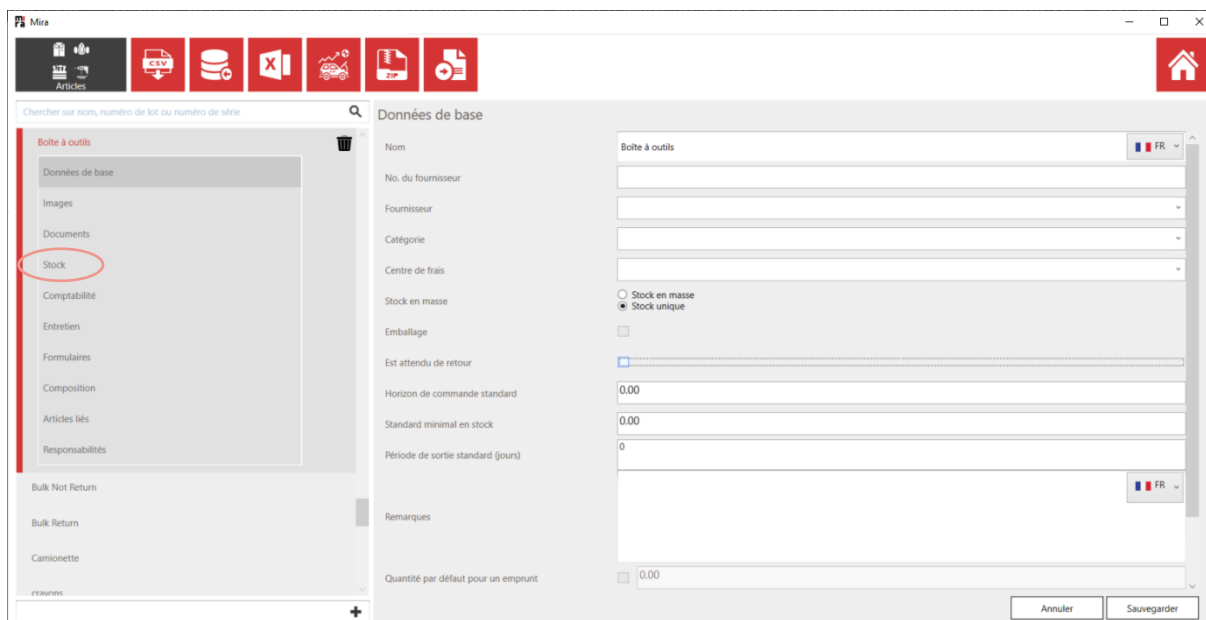 Mira
Articles
CSV
X
ZIP
Chercher sur nom, numéro de lot ou numéro de série
Boîte à outils
Données de base
Images
Documents
Stock
Comptabilité
Entretien
Formulaires
Composition
Articles liés
Responsabilités
Bulk Not Return
Bulk Return
Camionette
crayons
Données de base
Nom
Boîte à outils
FR
No. du fournisseur
Fournisseur
Catégorie
Centre de frais
Stock en masse
Stock en masse
Stock unique
Emballage
Est attendu de retour
Horizon de commande standard
0.00
Standard minimal en stock
0.00
Période de sortie standard (jours)
0
FR
Remarques
Quantité par défaut pour un emprunt
0.00
Annuler
Sauvegarder